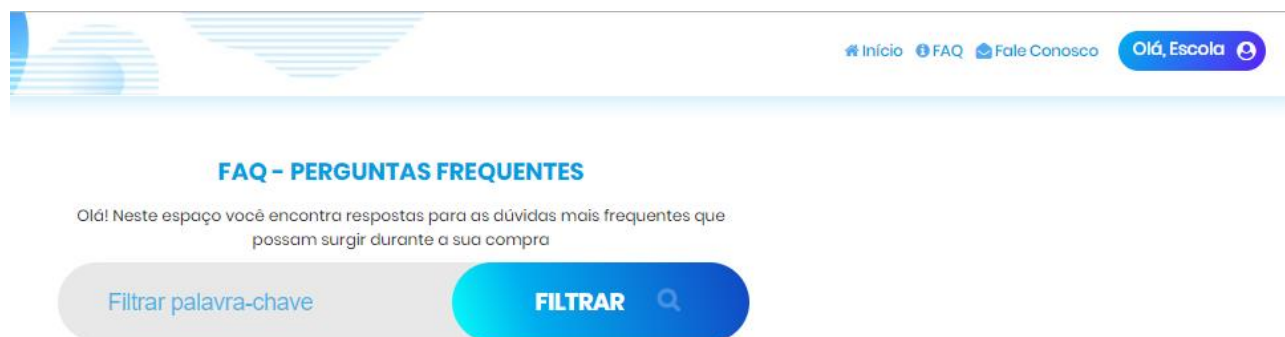 Início FAQ Fale Conosco Olá, Escola
FAQ - PERGUNTAS FREQUENTES
Olá! Neste espaço você encontra respostas para as dúvidas mais frequentes que
possam surgir durante a sua compra
Filtrar palavra-chave FILTRAR